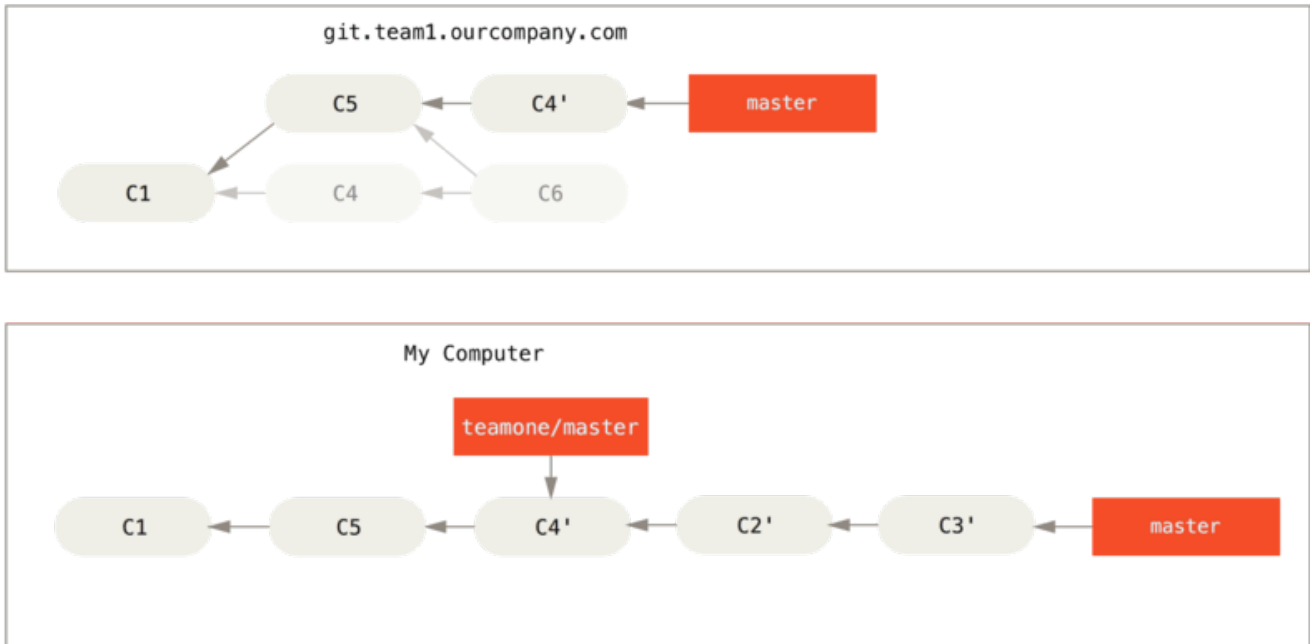 git.team1.ourcompany.com
C5 C4' master
C1 C4 C6
My Computer
teamone/master
C1 C5 C4' C2' C3' master